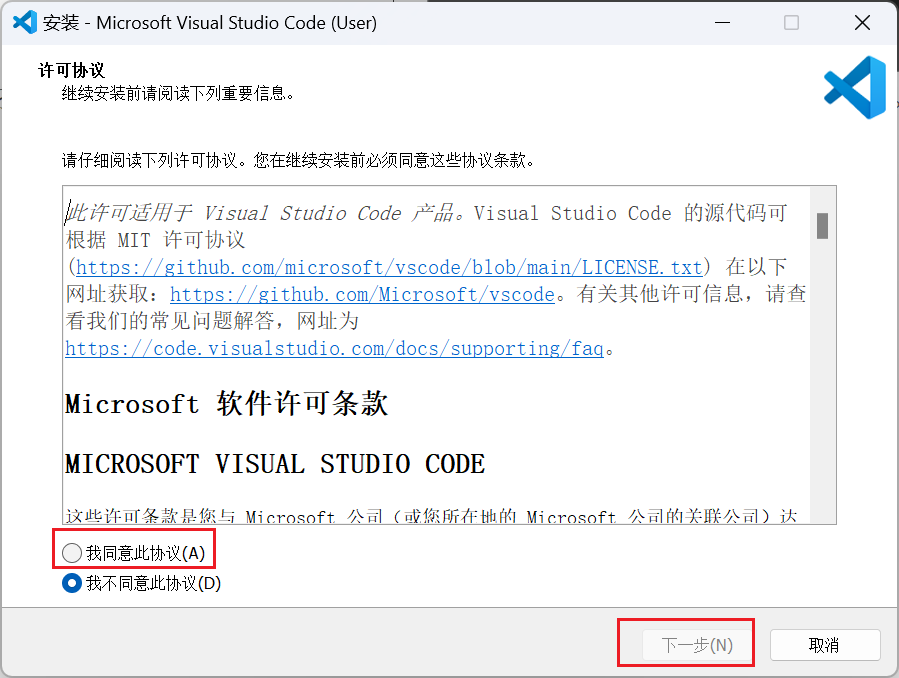 安装 - Microsoft Visual Studio Code (User)
许可协议
继续安装前请阅读下列重要信息。
请仔细阅读下列许可协议。您在继续安装前必须同意这些协议条款。
此许可适用于 Visual Studio Code 产品。Visual Studio Code 的源代码可
根据 MIT 许可协议
(https://github.com/microsoft/vscode/blob/main/LICENSE.txt) 在以下
网址获取：https://github.com/Microsoft/vscode。有关其他许可信息，请查
看我们的常见问题解答，网址为
https://code.visualstudio.com/docs/supporting/faq。
Microsoft 软件许可条款
MICROSOFT VISUAL STUDIO CODE
这些许可条款是您与 Microsoft 公司（或您所在地的 Microsoft 公司的关联公司）达
我同意此协议(A)
我不同意此协议(D)
下一步(N)
取消